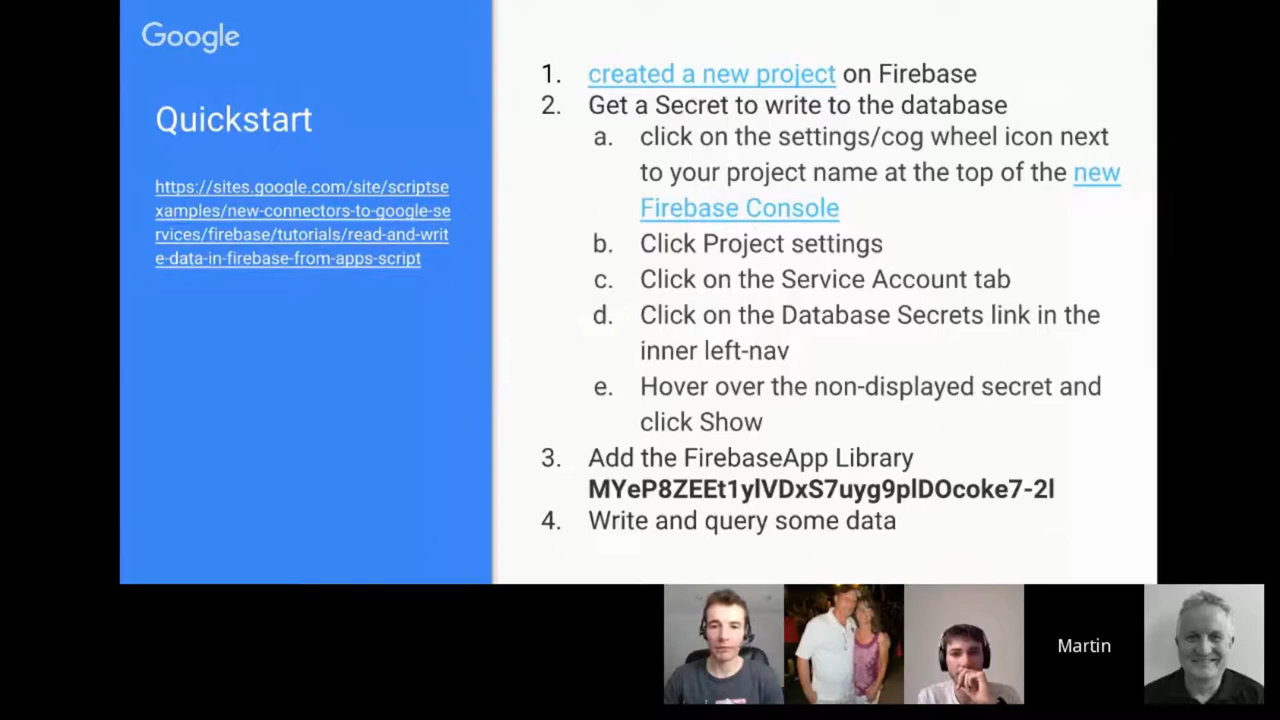 Google
Quickstart
https://sites.google.com/site/scriptse
xamples/new-connectors-to-google-se
rvices/firebase/tutorials/read-and-writ
e-data-in-firebase-from-apps-script
1. created a new project on Firebase
2. Get a Secret to write to the database
a. click on the settings/cog wheel icon next
to your project name at the top of the new
Firebase Console
b. Click Project settings
c. Click on the Service Account tab
d. Click on the Database Secrets link in the
inner left-nav
e. Hover over the non-displayed secret and
click Show
3. Add the FirebaseApp Library
MYeP8ZEEt1ylVDxS7uyg9plDOcoke7-2l
4. Write and query some data
Martin